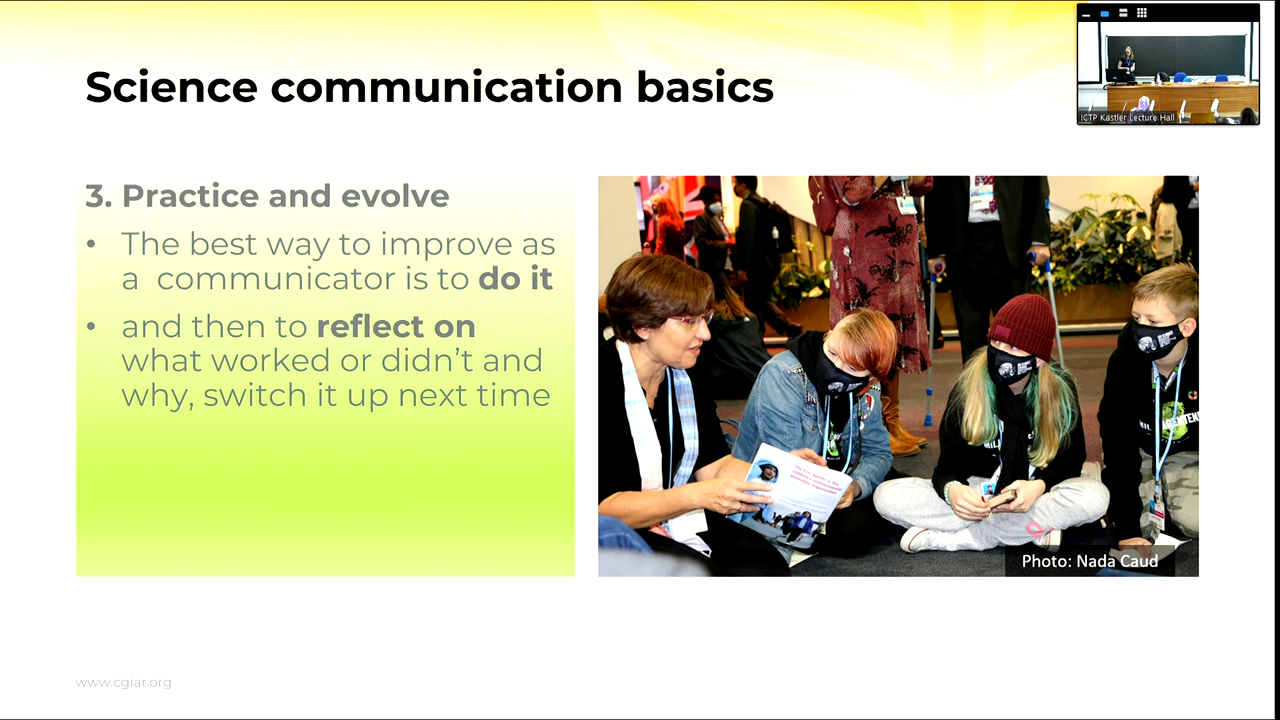 Science communication basics
ICTP Kastler Lecture Hall
3. Practice and evolve
• The best way to improve as
a communicator is to do it
• and then to reflect on
what worked or didn't and
why, switch it up next time
Photo: Nada Caud
www.cgiar.org